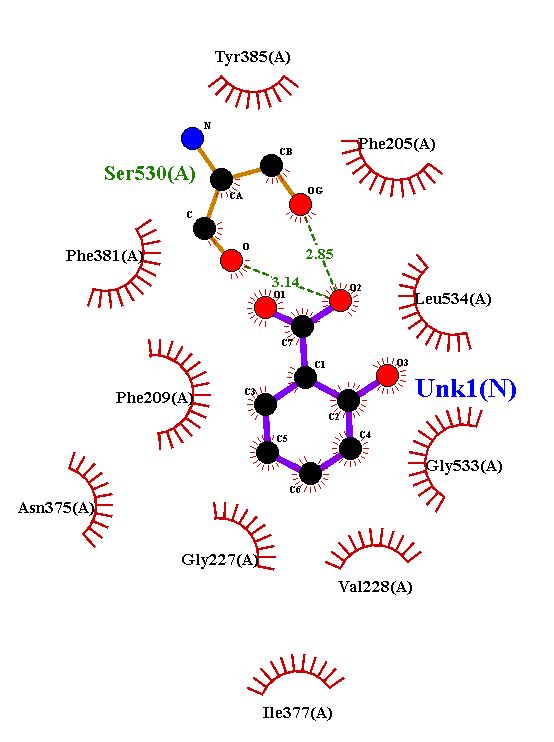 Tyr385(A)
N
Phe205(A)
CB
Ser530(A)
CA
OG
C
Phe381(A)
O
2.85
3.14
O2
O1
Leu534(A)
C7
O3
C1
Unk1(N)
Phe209(A)
C3
C2
C4
C5
Gly533(A)
C6
Asn375(A)
Gly227(A)
Val228(A)
Ile377(A)